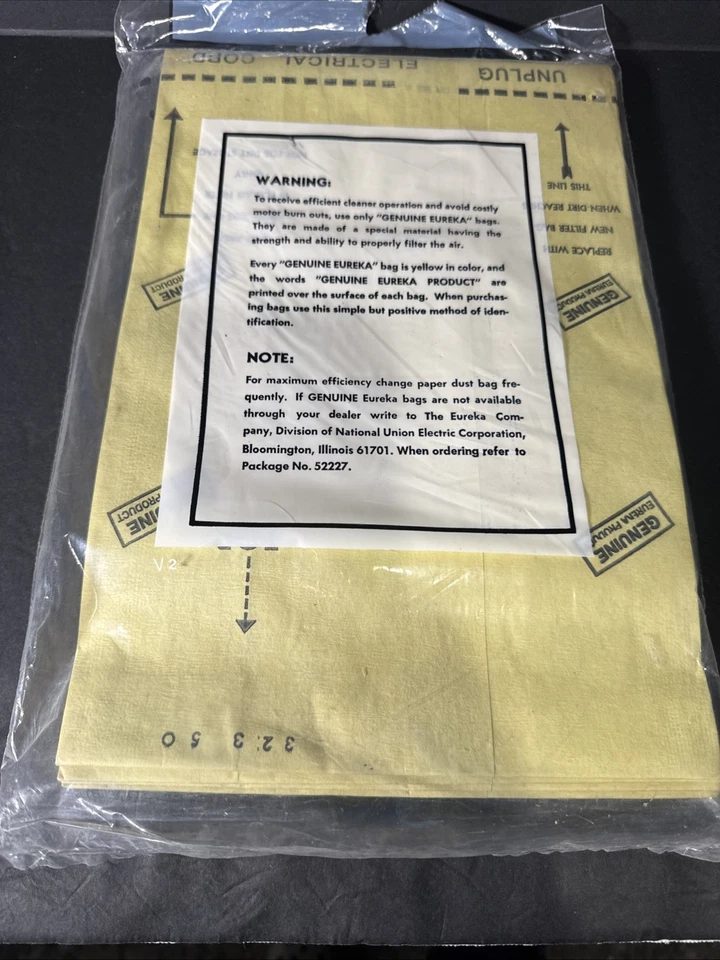 UNPLUG ELECTRICAL CORD
WARNING:
To receive efficient cleaner operation and avoid costly
motor burn outs, use only "GENUINE EUREKA" bags.
They are made of a special material having the
strength and ability to properly filter the air.
Every "GENUINE EUREKA" bag is yellow in color, and
the words "GENUINE EUREKA PRODUCT" are
printed over the surface of each bag. When purchas-
ing bags use this simple but positive method of iden-
tification.
NOTE:
For maximum efficiency change paper dust bag fre-
quently. If GENUINE Eureka bags are not available
through your dealer write to The Eureka Com-
pany, Division of National Union Electric Corporation,
Bloomington, Illinois 61701. When ordering refer to
Package No. 52227.
REPLACE WITH
NEW FILTER BAG
WHEN DIRT REACHES
THIS LINE
PRODUCT
GENUINE
EUREKA PRODUCT
PRODUCT
GENUINE
EUREKA PRODUCT
V2
32350